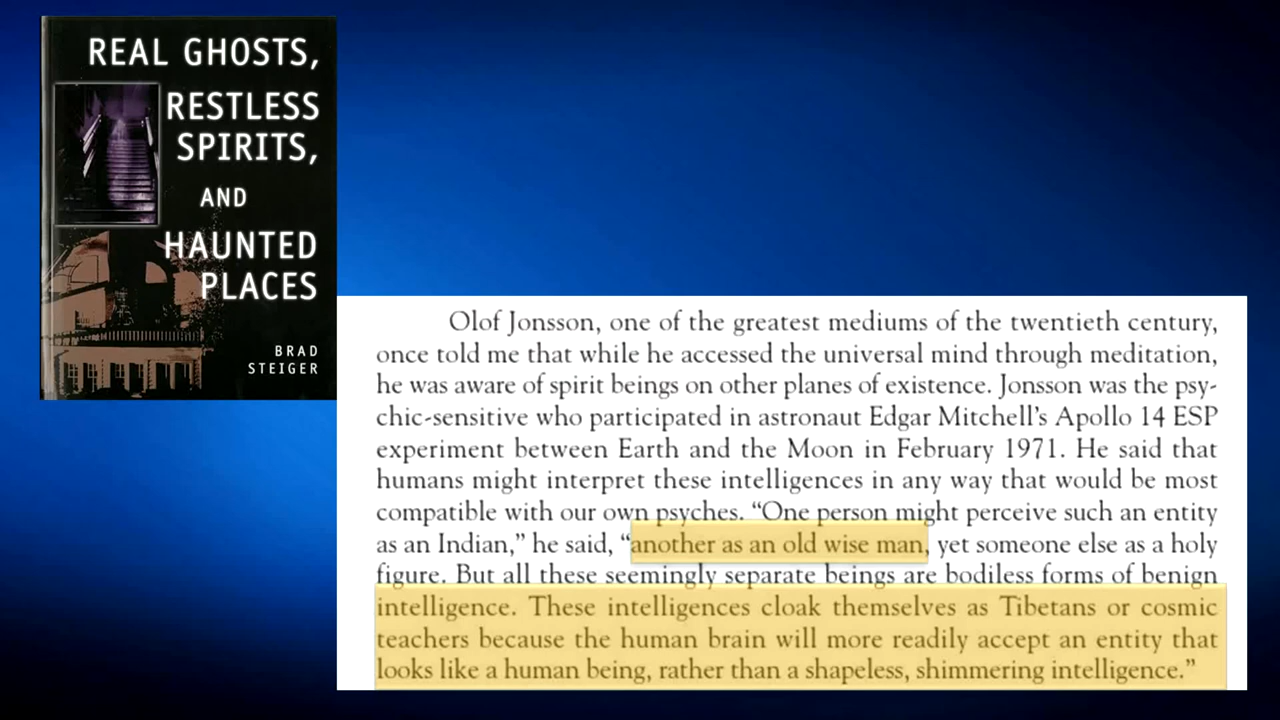 REAL GHOSTS,
RESTLESS
SPIRITS,
AND
HAUNTED
PLACES
BRAD
STEIGER
Olof Jonsson, one of the greatest mediums of the twentieth century,
once told me that while he accessed the universal mind through meditation,
he was aware of spirit beings on other planes of existence. Jonsson was the psy-
chic-sensitive who participated in astronaut Edgar Mitchell’s Apollo 14 ESP
experiment between Earth and the Moon in February 1971. He said that
humans might interpret these intelligences in any way that would be most
compatible with our own psyches. “One person might perceive such an entity
as an Indian,” he said, “another as an old wise man, yet someone else as a holy
figure. But all these seemingly separate beings are bodiless forms of benign
intelligence. These intelligences cloak themselves as Tibetans or cosmic
teachers because the human brain will more readily accept an entity that
looks like a human being, rather than a shapeless, shimmering intelligence.”